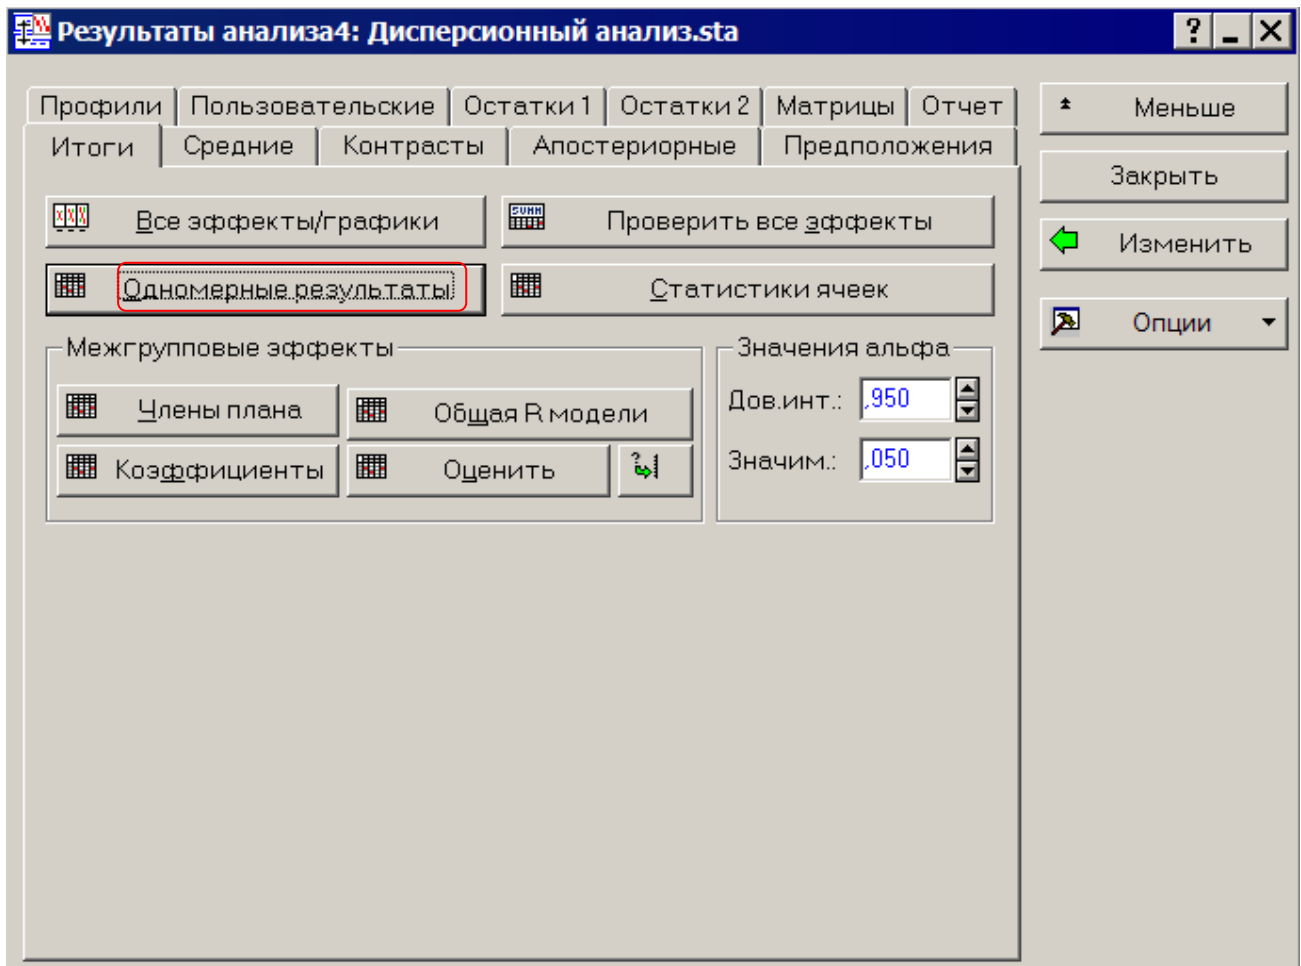 Результаты анализа4: Дисперсионный анализ.sta
Профили Пользовательские Остатки 1 Остатки 2 Матрицы Отчет
Итоги Средние Контрасты Апостериорные Предположения
Меньше
Закрыть
Изменить
Опции
Все эффекты/графики
SUMM Проверить все эффекты
Одномерные результаты
Статистики ячеек
Межгрупповые эффекты
Члены плана
Общая R модели
Коэффициенты
Оценить
Значения альфа
Дов.инт.: ,950
Значим.: ,050